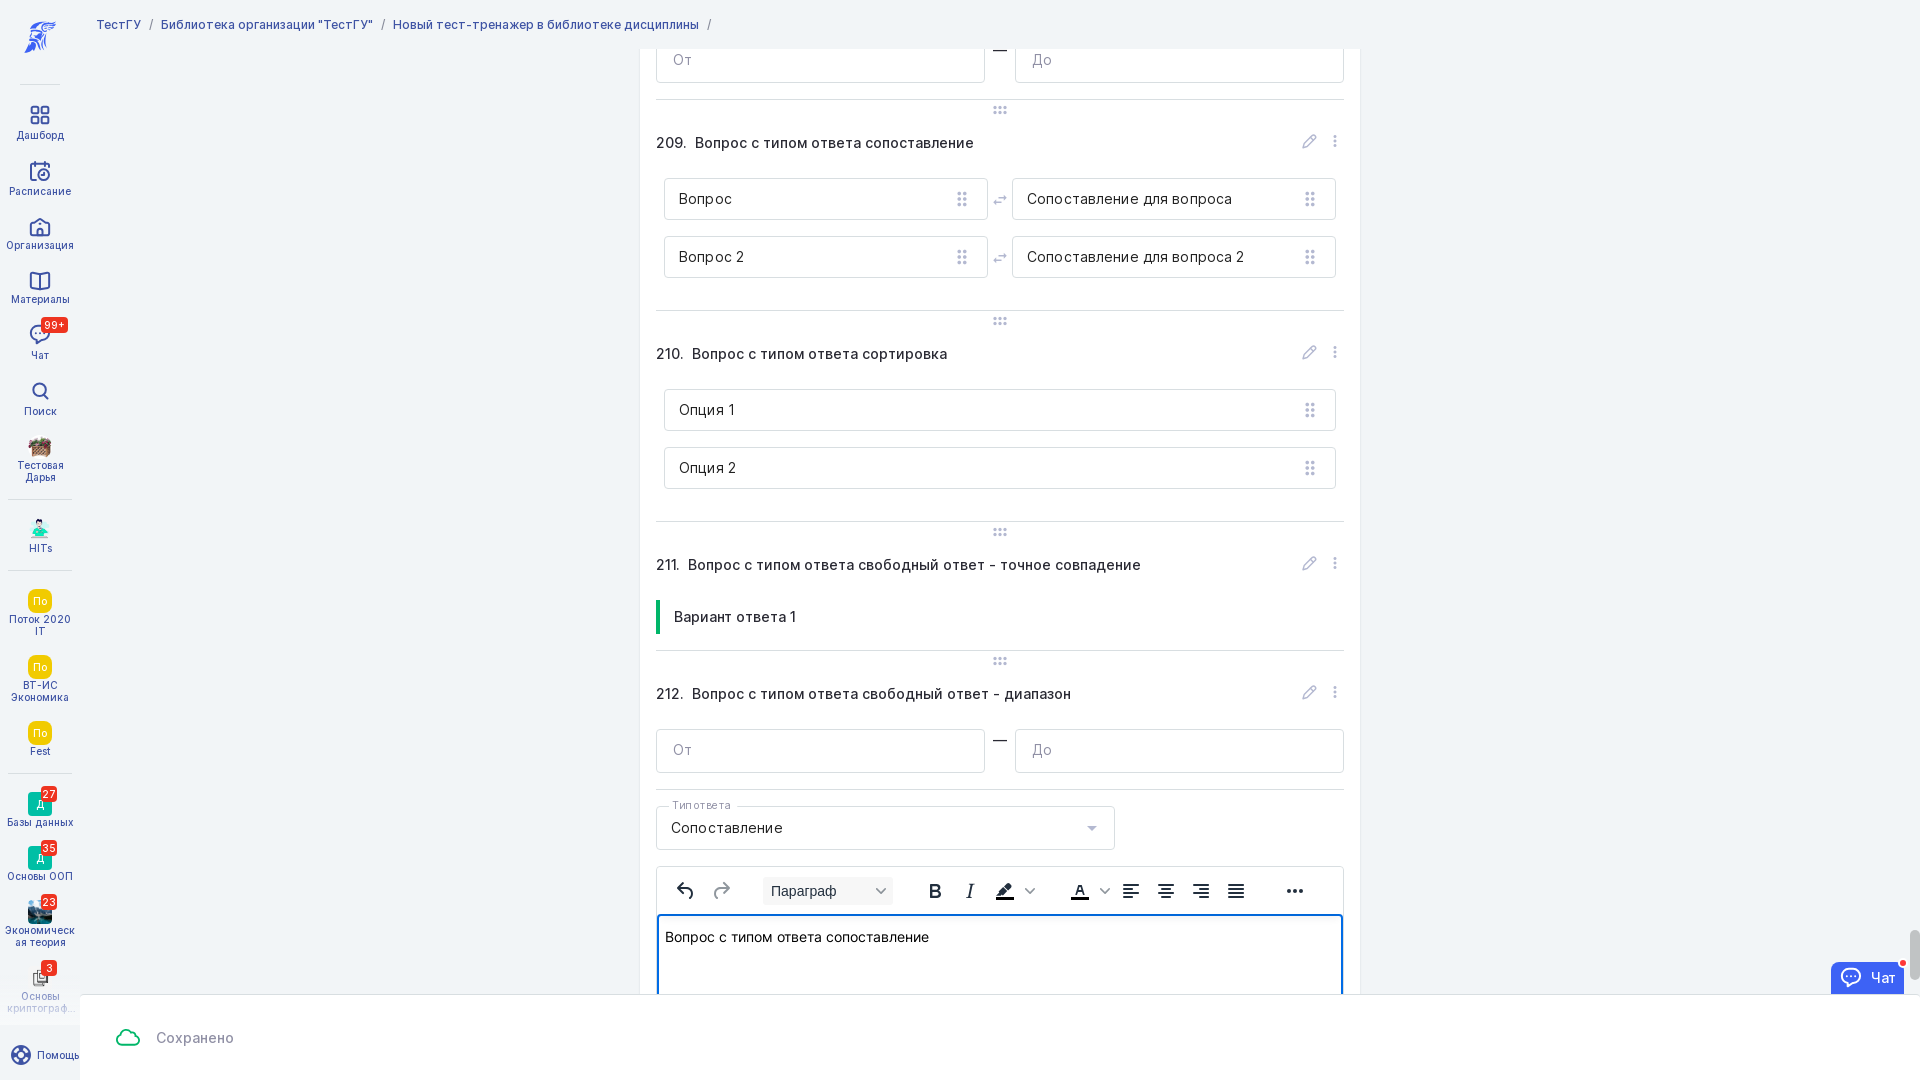 ТестГУ / Библиотека организации "ТестГУ" / Новый тест-тренажер в библиотеке дисциплины /
Дашборд
Расписание
Организация
Материалы
99+
Чат
Поиск
Тестовая
Дарья
HITs
По
Поток 2020
IT
По
ВТ-ИС
Экономика
По
Fest
27
Д
Базы данных
35
Д
Основы ООП
23
Экономическ
ая теория
3
Основы
криптограф...
Помощь
От — До
209. Вопрос с типом ответа сопоставление
Вопрос Сопоставление для вопроса
Вопрос 2 Сопоставление для вопроса 2
210. Вопрос с типом ответа сортировка
Опция 1
Опция 2
211. Вопрос с типом ответа свободный ответ - точное совпадение
Вариант ответа 1
212. Вопрос с типом ответа свободный ответ - диапазон
От — До
Тип ответа
Сопоставление
Параграф
Вопрос с типом ответа сопоставление
Чат
Сохранено